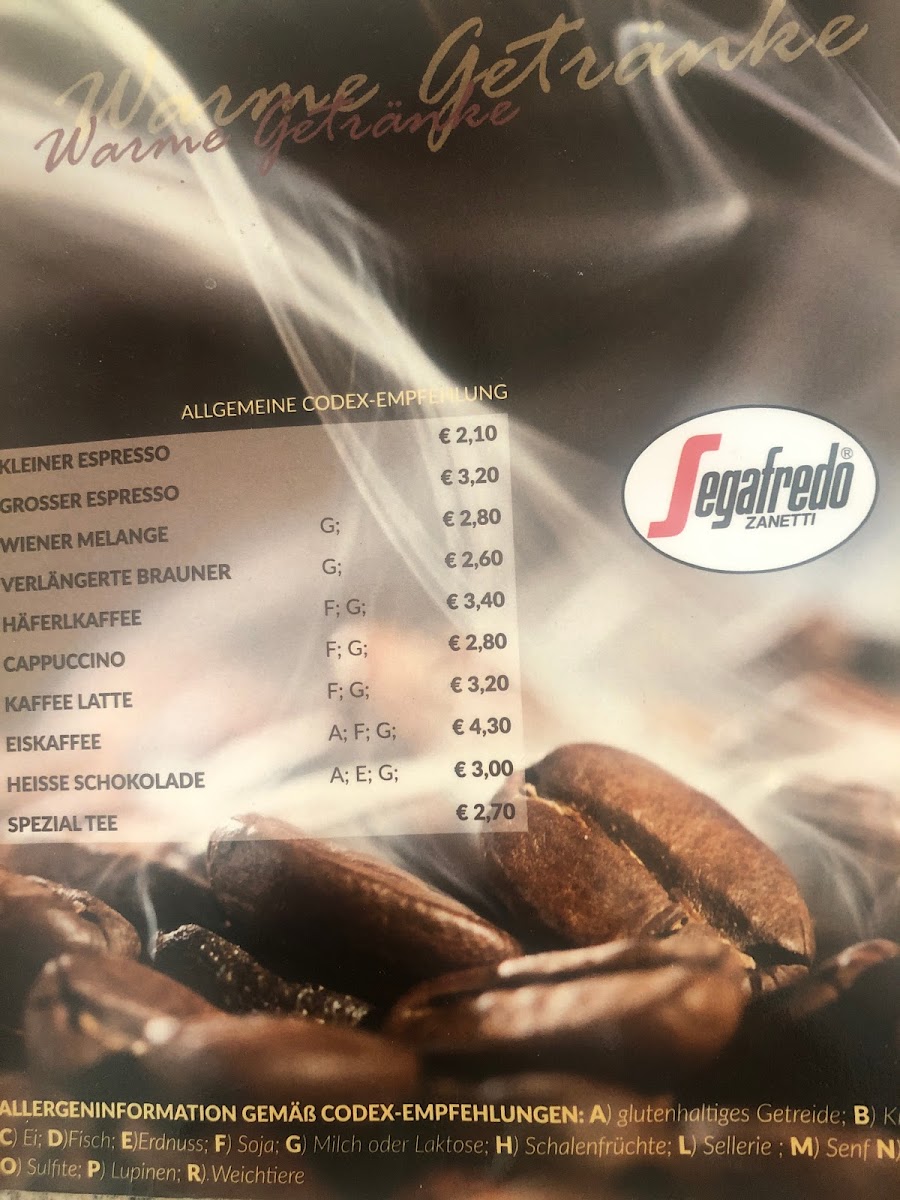 Warme Getränke
Warme Getränke
ALLGEMEINE CODEX-EMPFEHLUNG
KLEINER ESPRESSO € 2,10
GROSSER ESPRESSO € 3,20
WIENER MELANGE G; € 2,80
VERLÄNGERTE BRAUNER G; € 2,60
HÄFERLKAFFEE F; G; € 3,40
CAPPUCCINO F; G; € 2,80
KAFFEE LATTE F; G; € 3,20
EISKAFFEE A; F; G; € 4,30
HEISSE SCHOKOLADE A; E; G; € 3,00
SPEZIAL TEE € 2,70
Segafredo®
ZANETTI
ALLERGENINFORMATION GEMÄß CODEX-EMPFEHLUNGEN: A) glutenhaltiges Getreide; B)
C) Ei; D)Fisch; E)Erdnuss; F) Soja; G) Milch oder Laktose; H) Schalenfrüchte; L) Sellerie ; M) Senf N)
O) Sulfite; P) Lupinen; R).Weichtiere